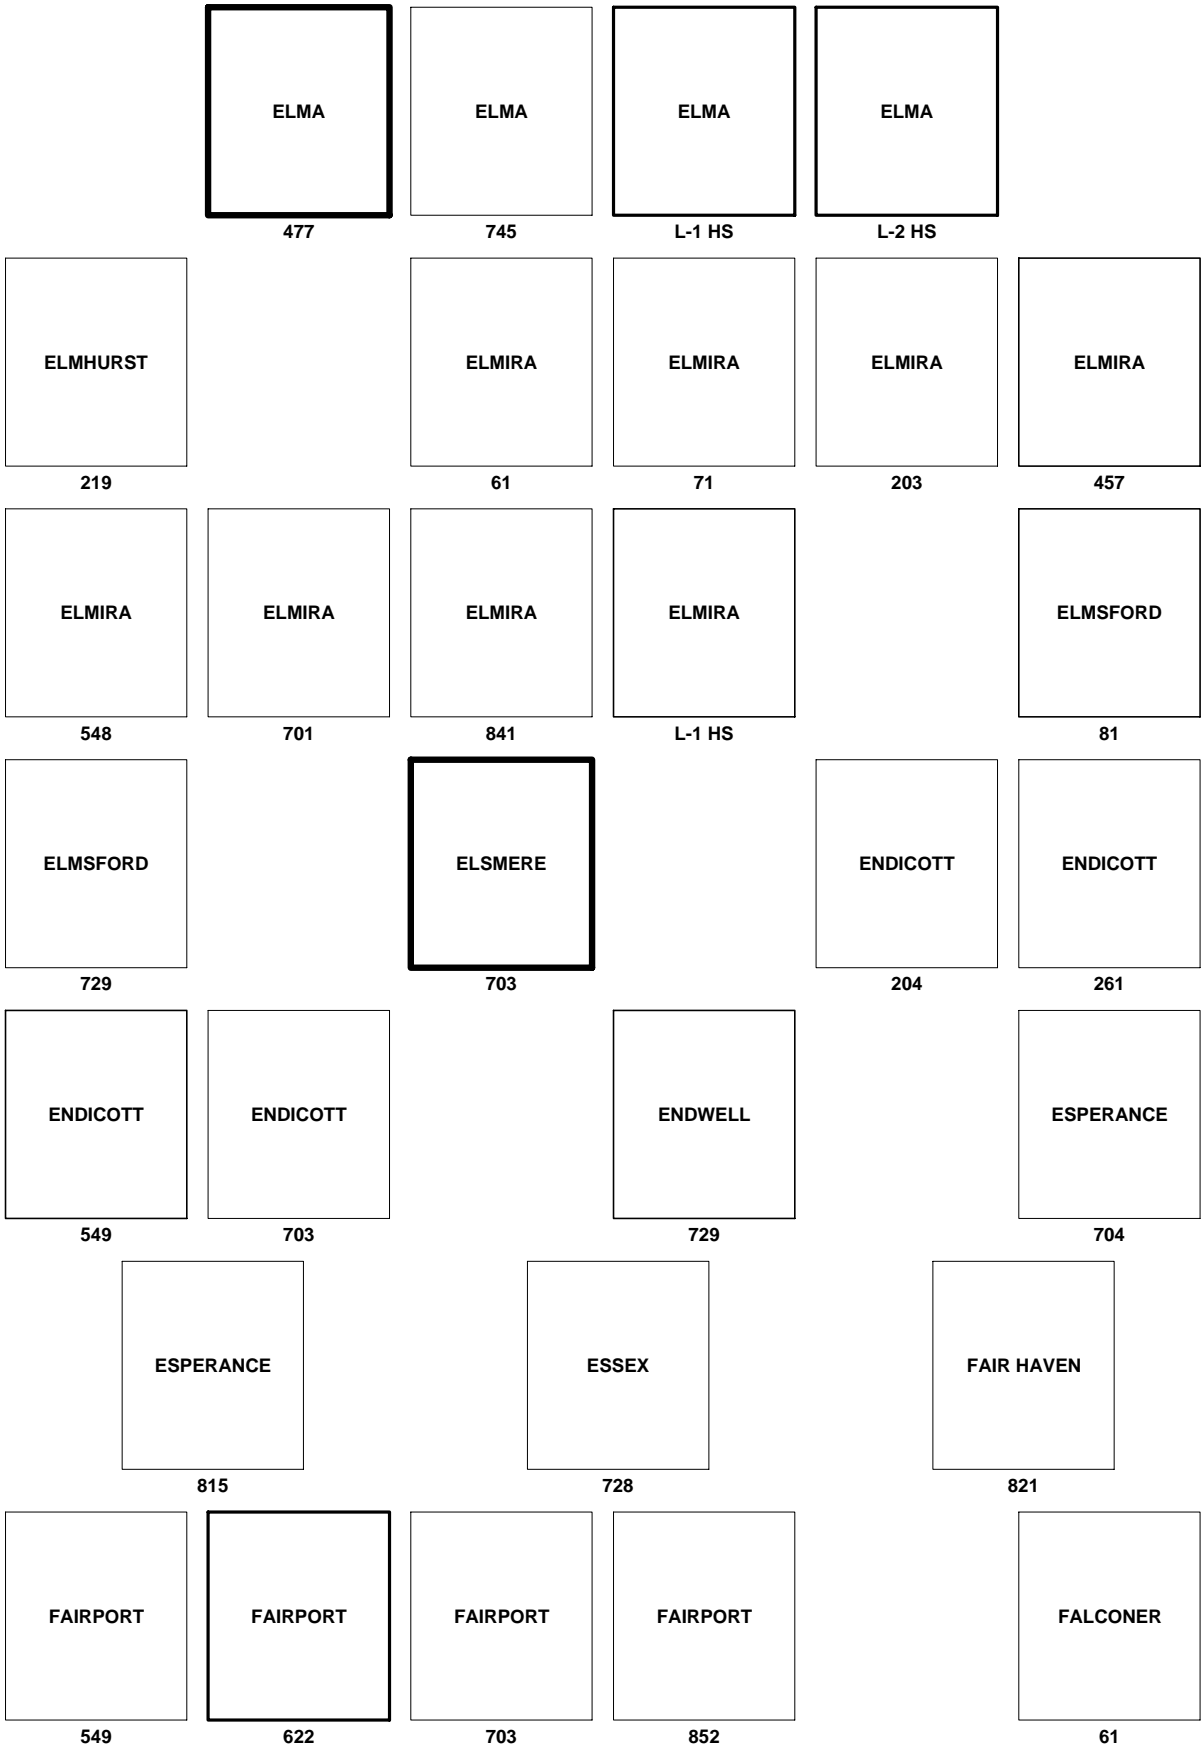 ELMA ELMA ELMA ELMA
477 745 L-1 HS L-2 HS
ELMHURST ELMIRA ELMIRA ELMIRA ELMIRA
219 61 71 203 457
ELMIRA ELMIRA ELMIRA ELMIRA ELMSFORD
548 701 841 L-1 HS 81
ELMSFORD ELSMERE ENDICOTT ENDICOTT
729 703 204 261
ENDICOTT ENDICOTT ENDWELL ESPERANCE
549 703 729 704
ESPERANCE ESSEX FAIR HAVEN
815 728 821
FAIRPORT FAIRPORT FAIRPORT FAIRPORT FALCONER
549 622 703 852 61